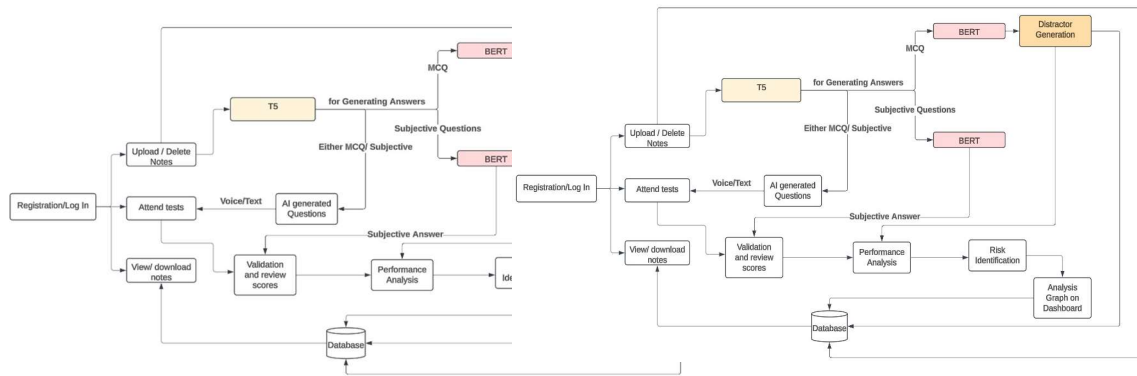 BERT
MCQ
T5
for Generating Answers
Subjective Questions
Either MCQ/ Subjective
Upload / Delete
Notes
BERT
Voice/Text
AI generated
Questions
Registration/Log In
Attend tests
Subjective Answer
View/ download
notes
Validation
and review
scores
Performance
Analysis
Ide
Database
BERT
Distractor
Generation
MCQ
T5
for Generating Answers
Subjective Questions
Either MCQ/ Subjective
Upload / Delete
Notes
BERT
Voice/Text
AI generated
Questions
Registration/Log In
Attend tests
Subjective Answer
View/ download
notes
Validation
and review
scores
Performance
Analysis
Risk
Identification
Analysis
Graph on
Dashboard
Database